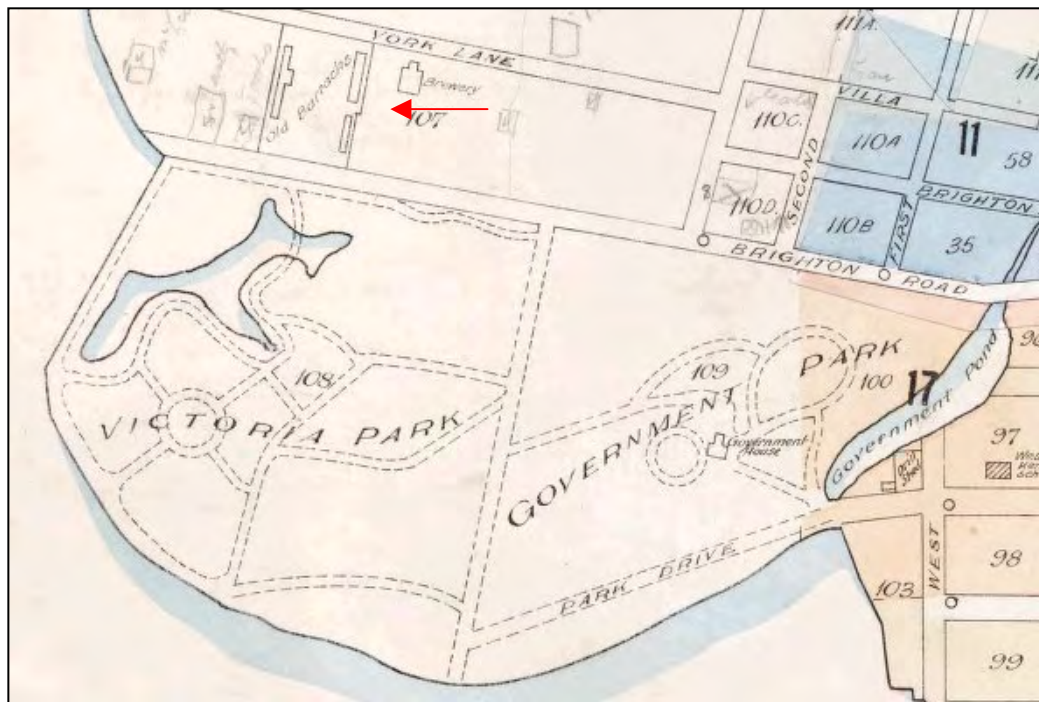 111A.
YORK LANE
Old Barracks
Brewery
107
VILLA
110C.
SECOND
110A
11
58
BRIGHTON
110D.
110B
FIRST
35
BRIGHTON ROAD
108
VICTORIA PARK
109
GOVERNMENT PARK
100
17
Government Pond
Government House
Drill Shed
97
PARK DRIVE
WEST
98
103
99